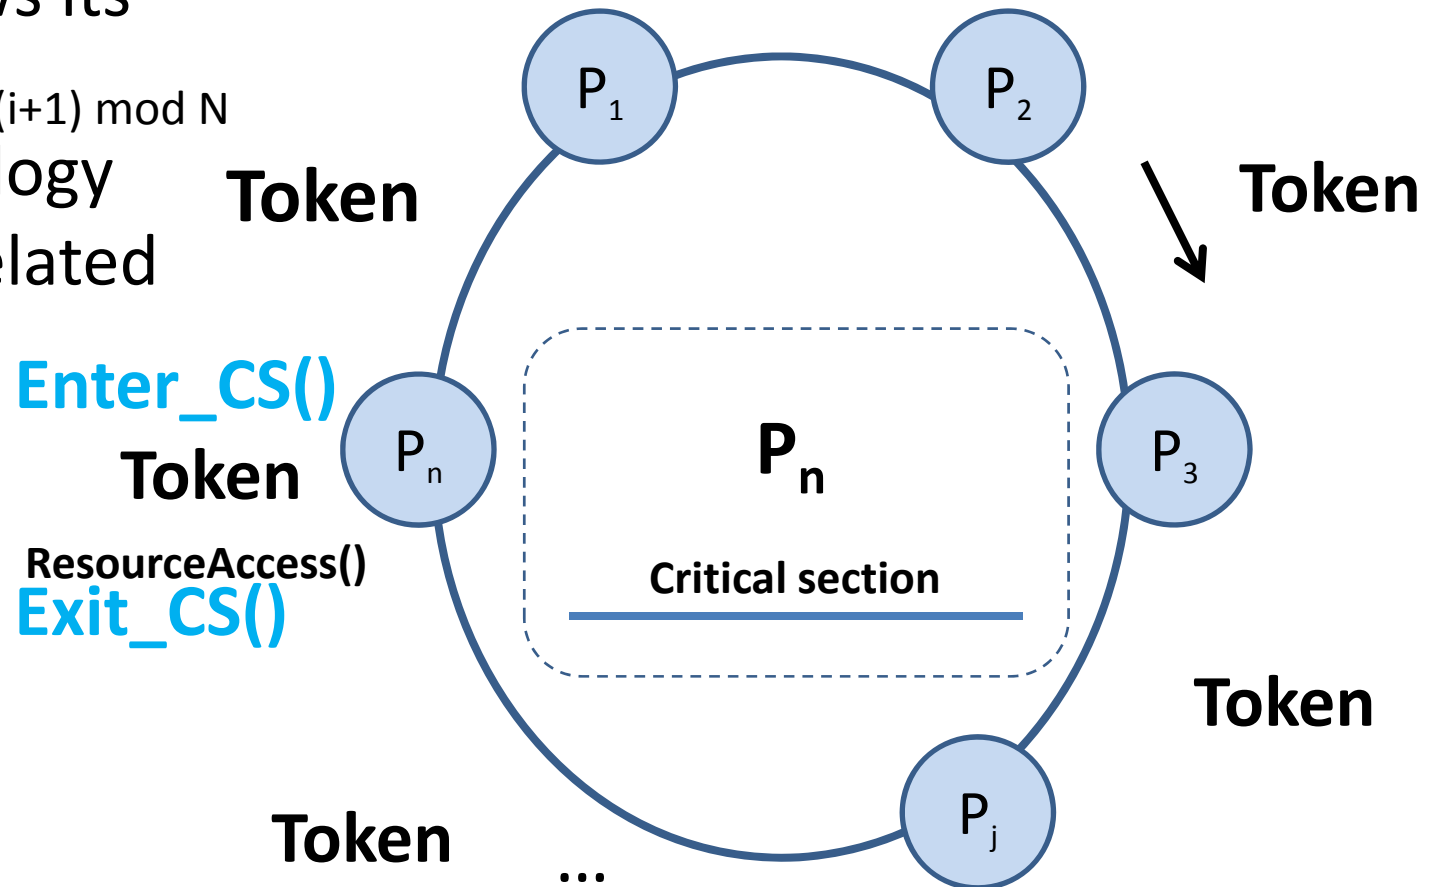 its
(i+1) mod N
elated
P1
P2
Token
Token
Enter_CS()
Token
Pn
Pn
P3
ResourceAccess()
Critical section
Exit_CS()
Token
Pj
Token
...